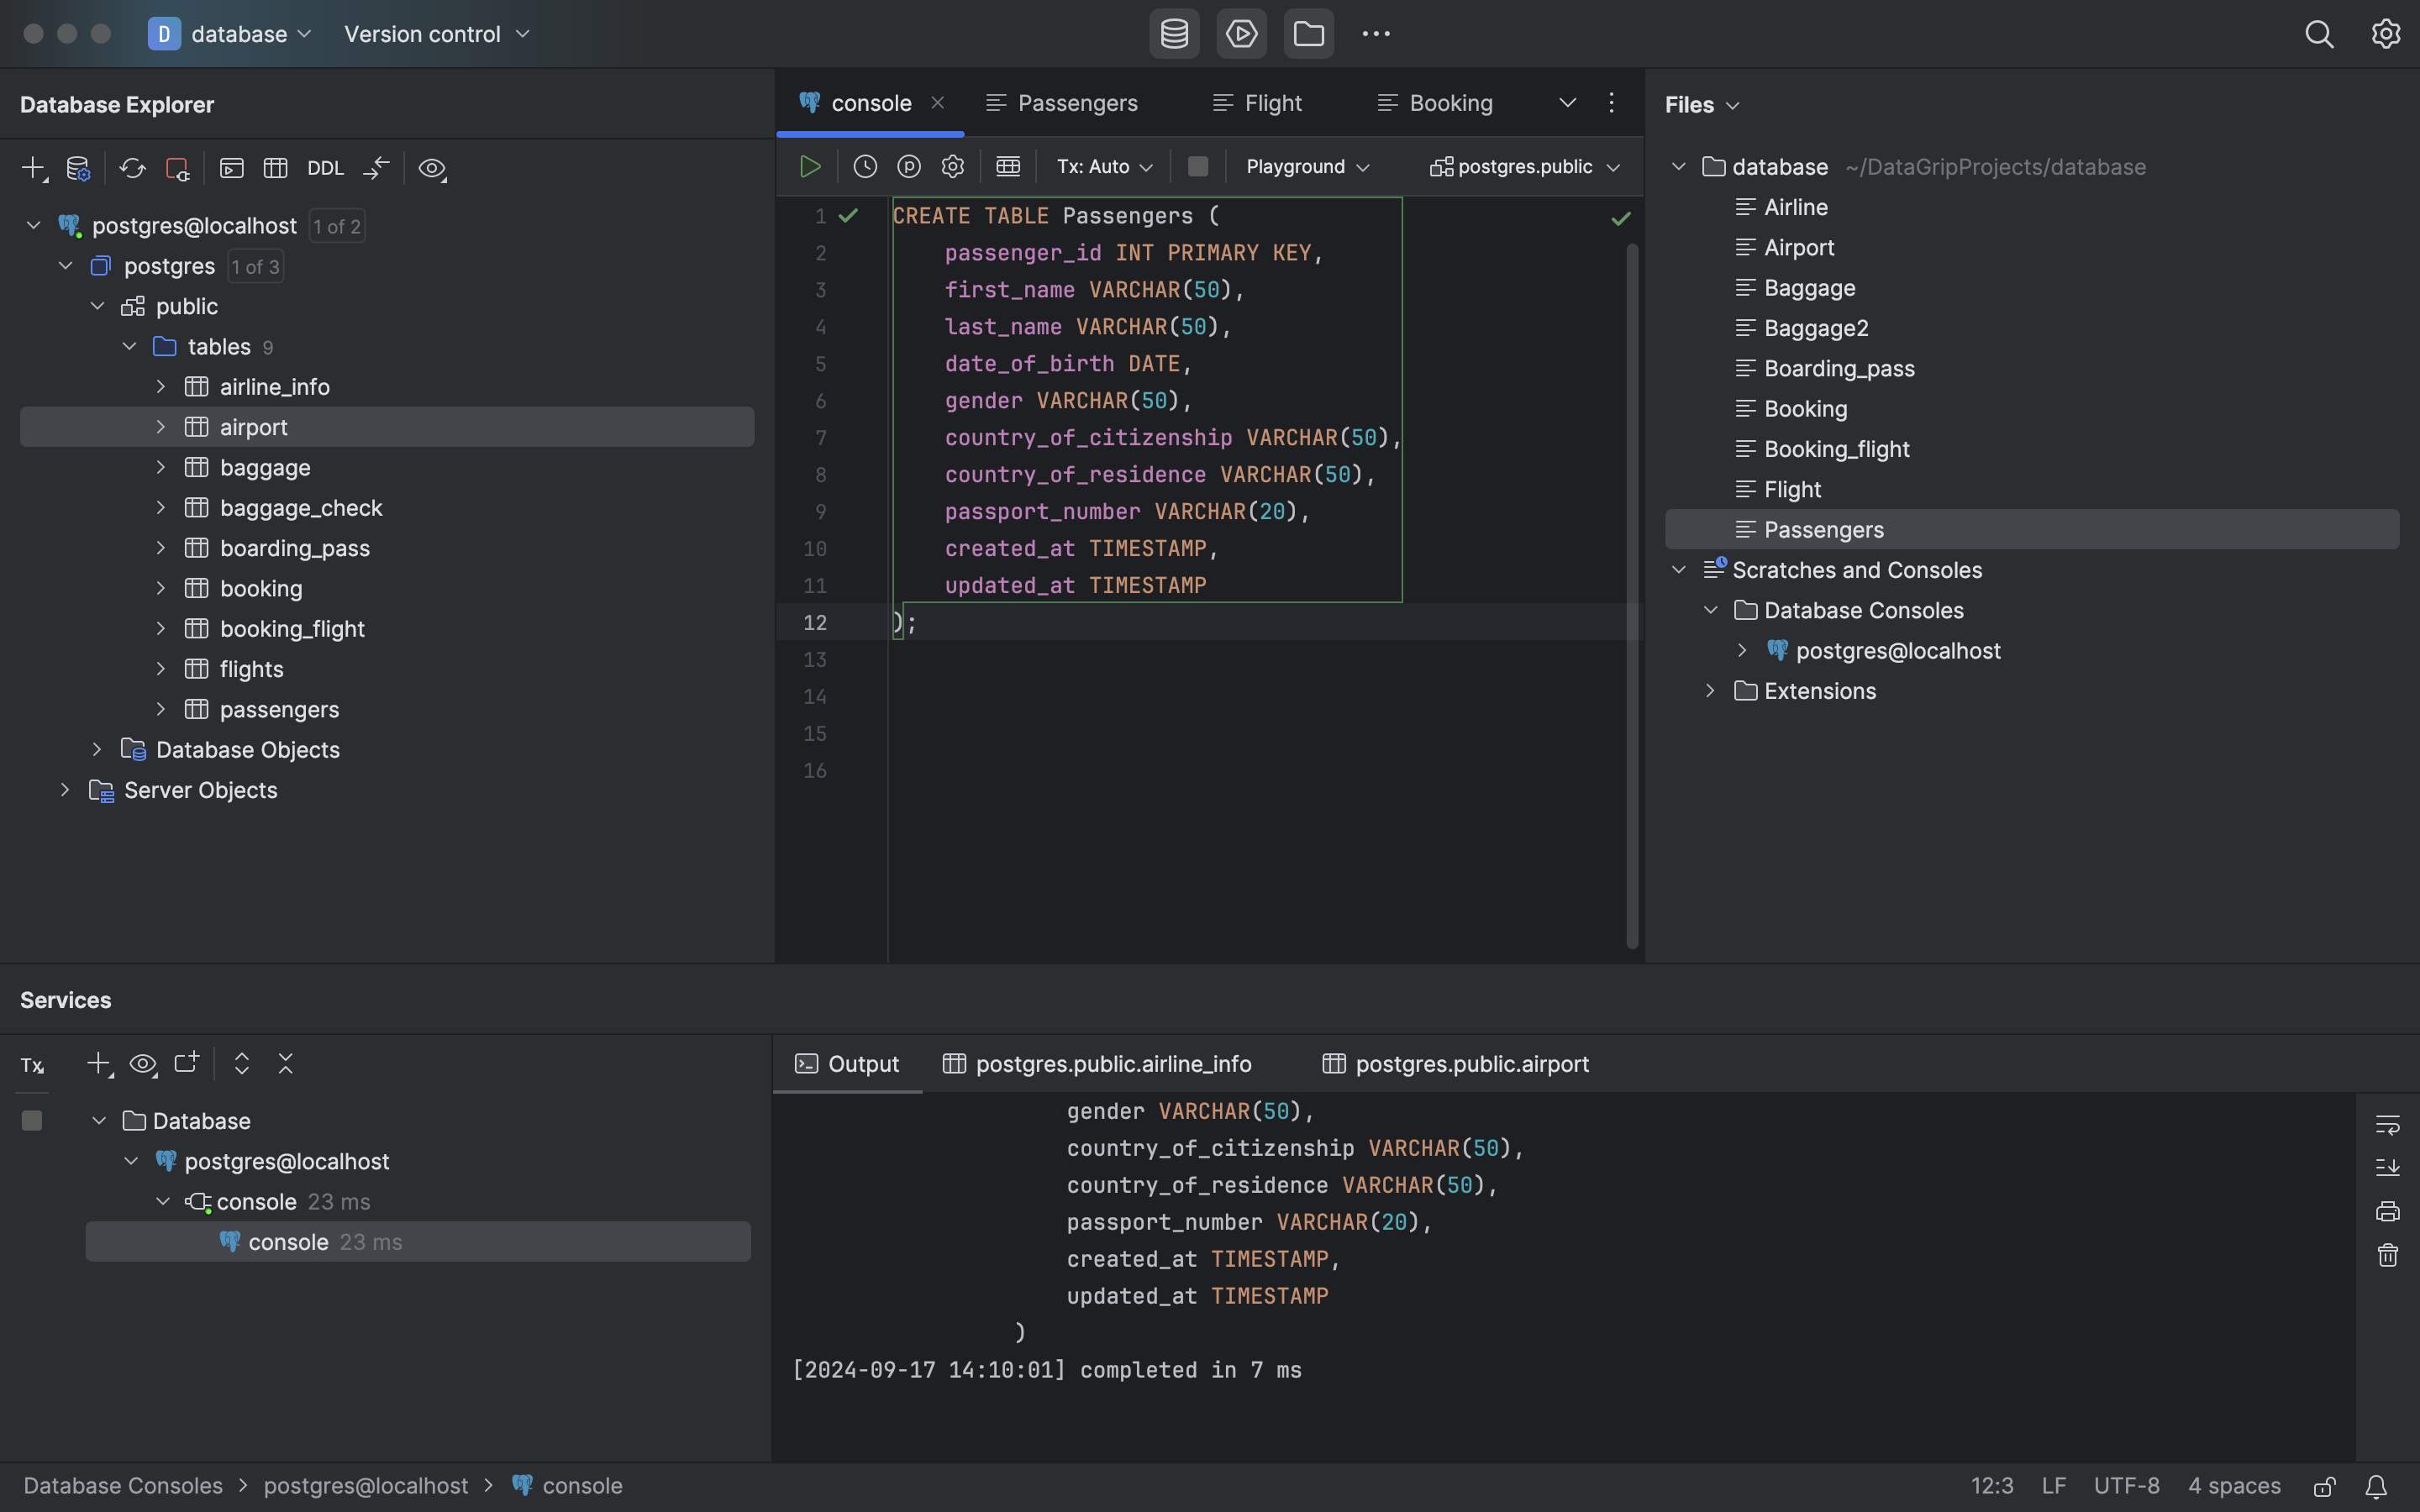 D database Version control
Database Explorer
DDL
postgres@localhost 1 of 2
postgres 1 of 3
public
tables 9
airline_info
airport
baggage
baggage_check
boarding_pass
booking
booking_flight
flights
passengers
Database Objects
Server Objects
console Passengers Flight Booking
Tx: Auto Playground postgres.public
1 CREATE TABLE Passengers (
2 passenger_id INT PRIMARY KEY,
3 first_name VARCHAR(50),
4 last_name VARCHAR(50),
5 date_of_birth DATE,
6 gender VARCHAR(50),
7 country_of_citizenship VARCHAR(50),
8 country_of_residence VARCHAR(50),
9 passport_number VARCHAR(20),
10 created_at TIMESTAMP,
11 updated_at TIMESTAMP
12 );
13
14
15
16
Files
database ~/DataGripProjects/database
Airline
Airport
Baggage
Baggage2
Boarding_pass
Booking
Booking_flight
Flight
Passengers
Scratches and Consoles
Database Consoles
postgres@localhost
Extensions
Services
Tx
Database
postgres@localhost
console 23 ms
console 23 ms
Output postgres.public.airline_info postgres.public.airport
gender VARCHAR(50),
country_of_citizenship VARCHAR(50),
country_of_residence VARCHAR(50),
passport_number VARCHAR(20),
created_at TIMESTAMP,
updated_at TIMESTAMP
)
[2024-09-17 14:10:01] completed in 7 ms
Database Consoles > postgres@localhost > console
12:3 LF UTF-8 4 spaces